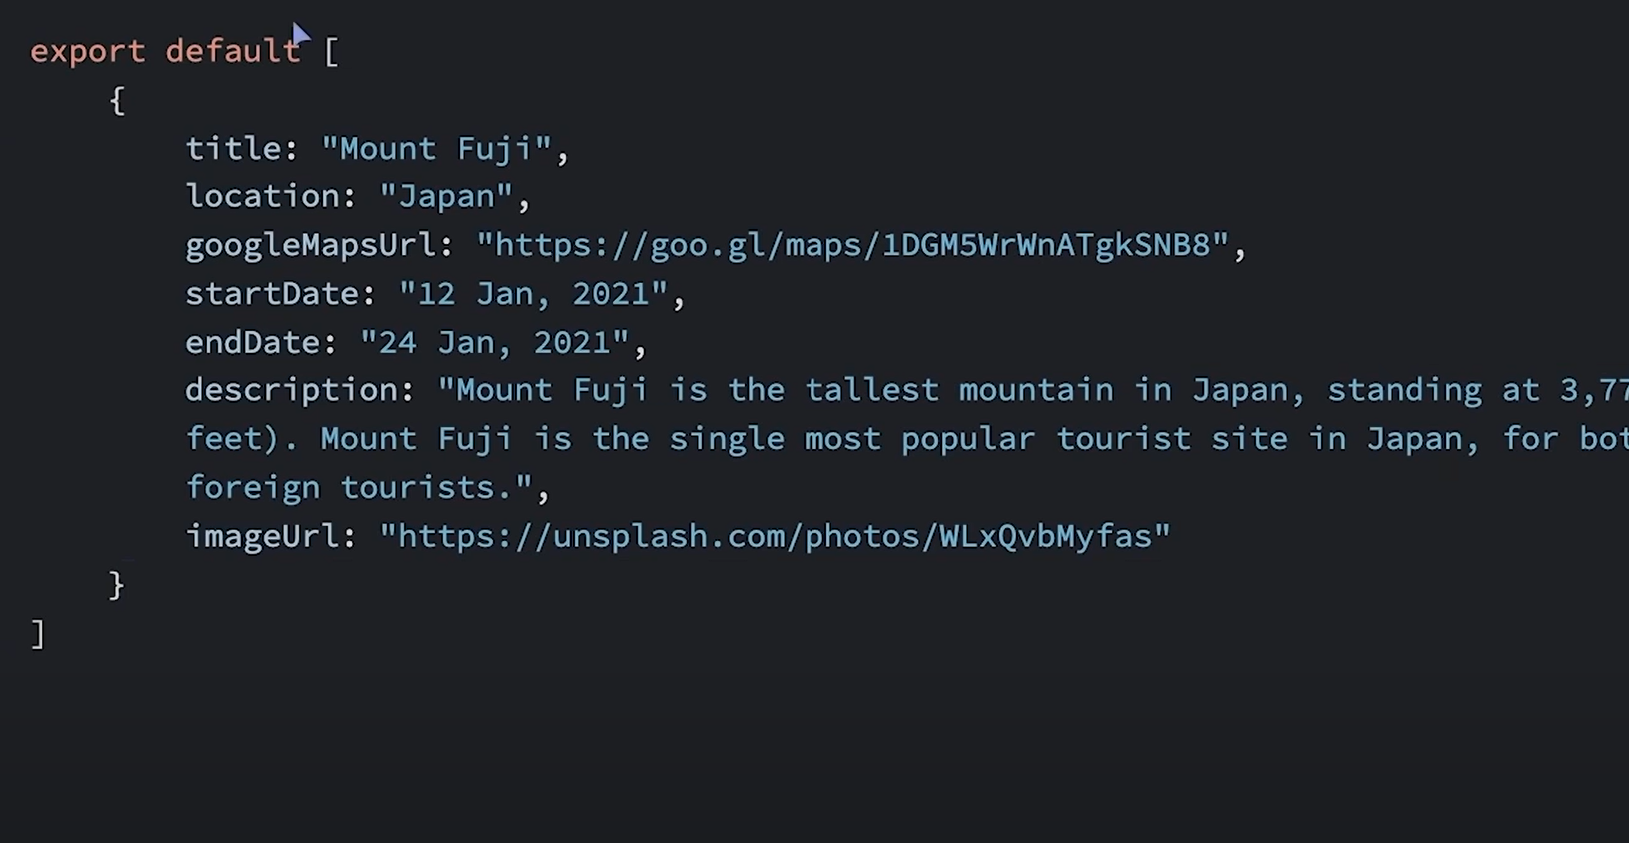 export default [
{
title: "Mount Fuji",
location: "Japan",
googleMapsUrl: "https://goo.gl/maps/1DGM5WrWnATgkSNB8",
startDate: "12 Jan, 2021",
endDate: "24 Jan, 2021",
description: "Mount Fuji is the tallest mountain in Japan, standing at 3,77
feet). Mount Fuji is the single most popular tourist site in Japan, for bot
foreign tourists.",
imageUrl: "https://unsplash.com/photos/WLxQvbMyfas"
}
]